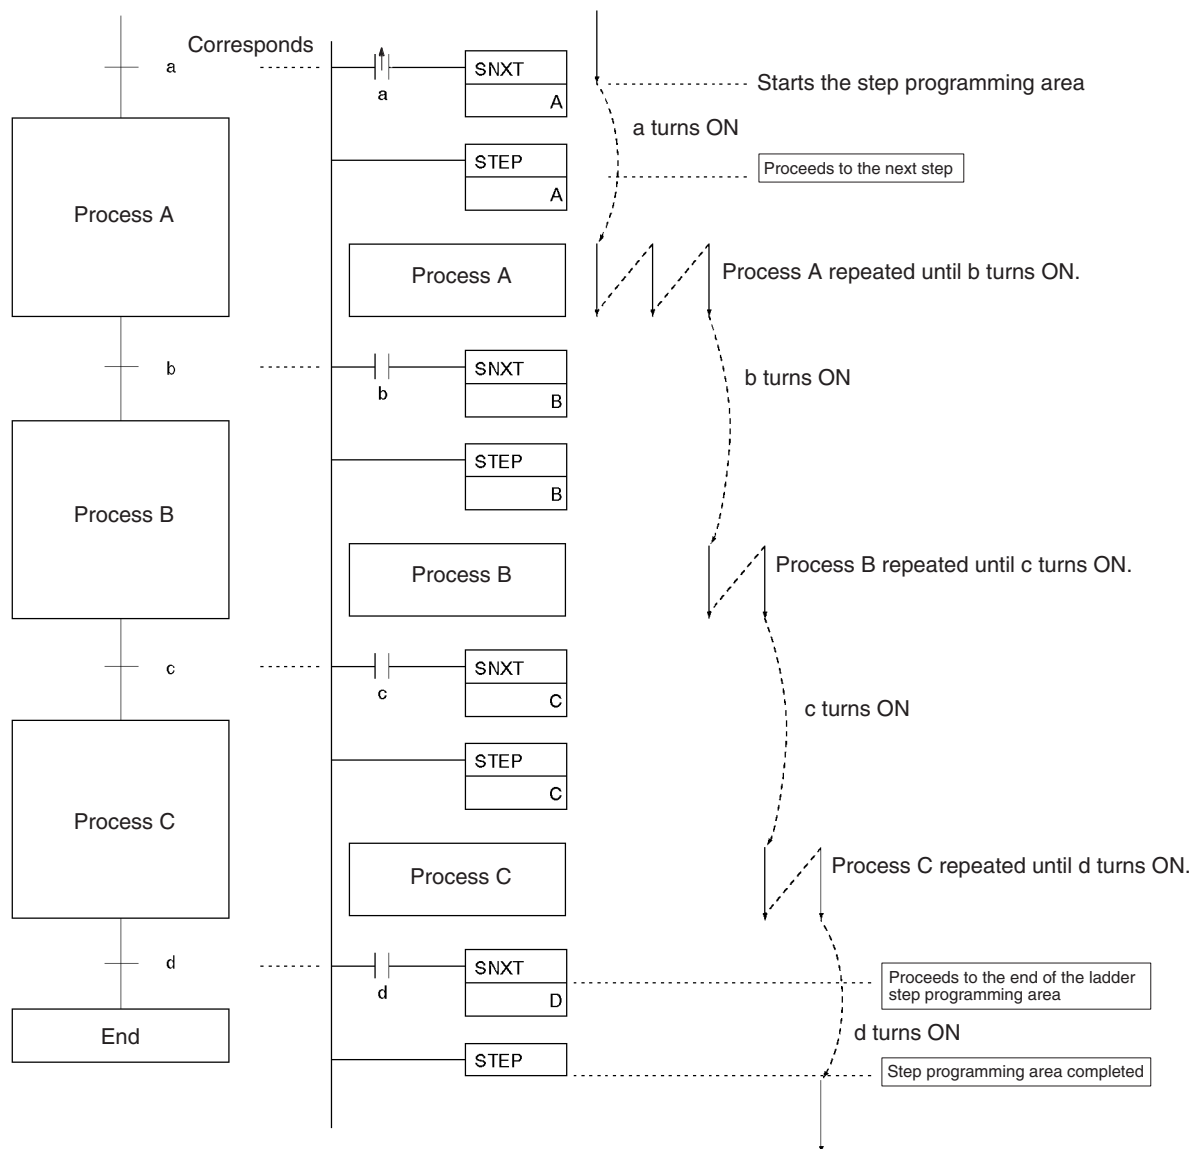 Corresponds
a
a
SNXT
A
Starts the step programming area
a turns ON
STEP
A
Proceeds to the next step
Process A
Process A
Process A repeated until b turns ON.
b
b
SNXT
B
b turns ON
STEP
B
Process B
Process B
Process B repeated until c turns ON.
c
c
SNXT
C
c turns ON
STEP
C
Process C
Process C
Process C repeated until d turns ON.
d
d
SNXT
D
Proceeds to the end of the ladder
step programming area
d turns ON
End
STEP
Step programming area completed